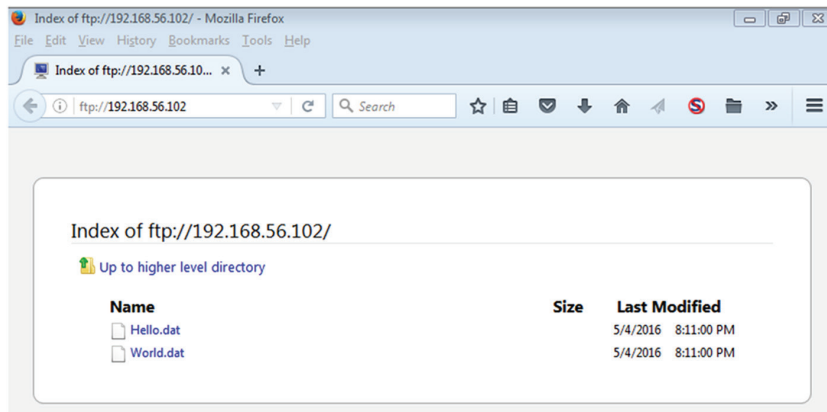 Index of ftp://192.168.56.102/ - Mozilla Firefox
File Edit View History Bookmarks Tools Help
Index of ftp://192.168.56.10... × +
ftp://192.168.56.102 Search
Index of ftp://192.168.56.102/
Up to higher level directory
Name Size Last Modified
Hello.dat 5/4/2016 8:11:00 PM
World.dat 5/4/2016 8:11:00 PM